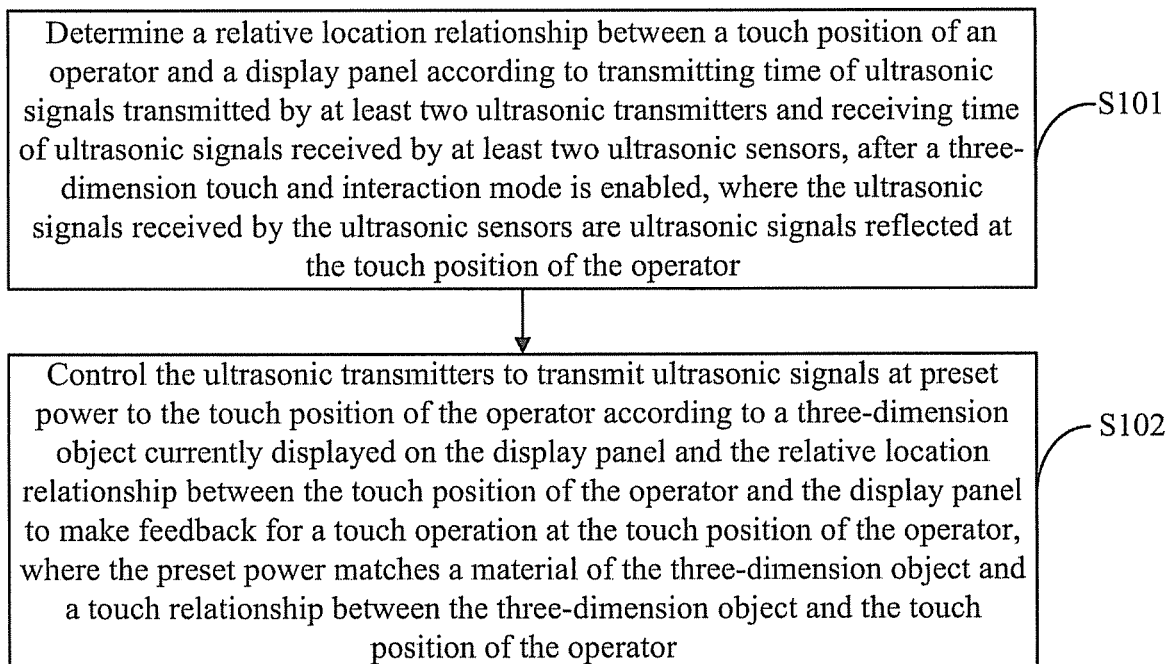 Determine a relative location relationship between a touch position of an
operator and a display panel according to transmitting time of ultrasonic
signals transmitted by at least two ultrasonic transmitters and receiving time
of ultrasonic signals received by at least two ultrasonic sensors, after a three-
dimension touch and interaction mode is enabled, where the ultrasonic
signals received by the ultrasonic sensors are ultrasonic signals reflected at
the touch position of the operator
S101
Control the ultrasonic transmitters to transmit ultrasonic signals at preset
power to the touch position of the operator according to a three-dimension
object currently displayed on the display panel and the relative location
relationship between the touch position of the operator and the display panel
to make feedback for a touch operation at the touch position of the operator,
where the preset power matches a material of the three-dimension object and
a touch relationship between the three-dimension object and the touch
position of the operator
S102